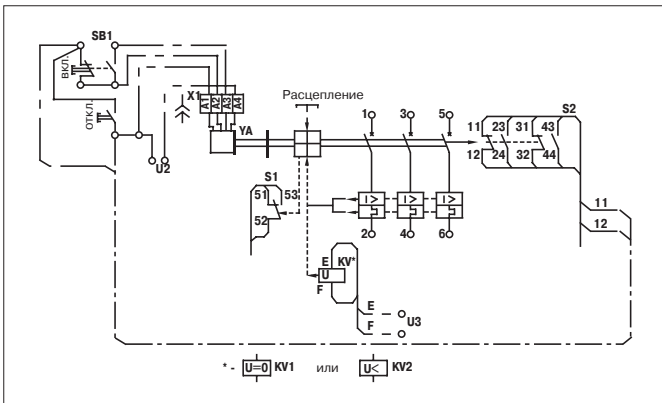 SB1
ВКЛ.
ОТКЛ.
X1
A1 A2 A3 A4
YA
U2
Расцепление
1 3 5
S2
11 23 31 43
12 24 32 44
S1
51 53
52
I> I> I>
2 4 6
11
12
E KV*
U
F
E
F
U3
* - U=0 KV1 или U< KV2